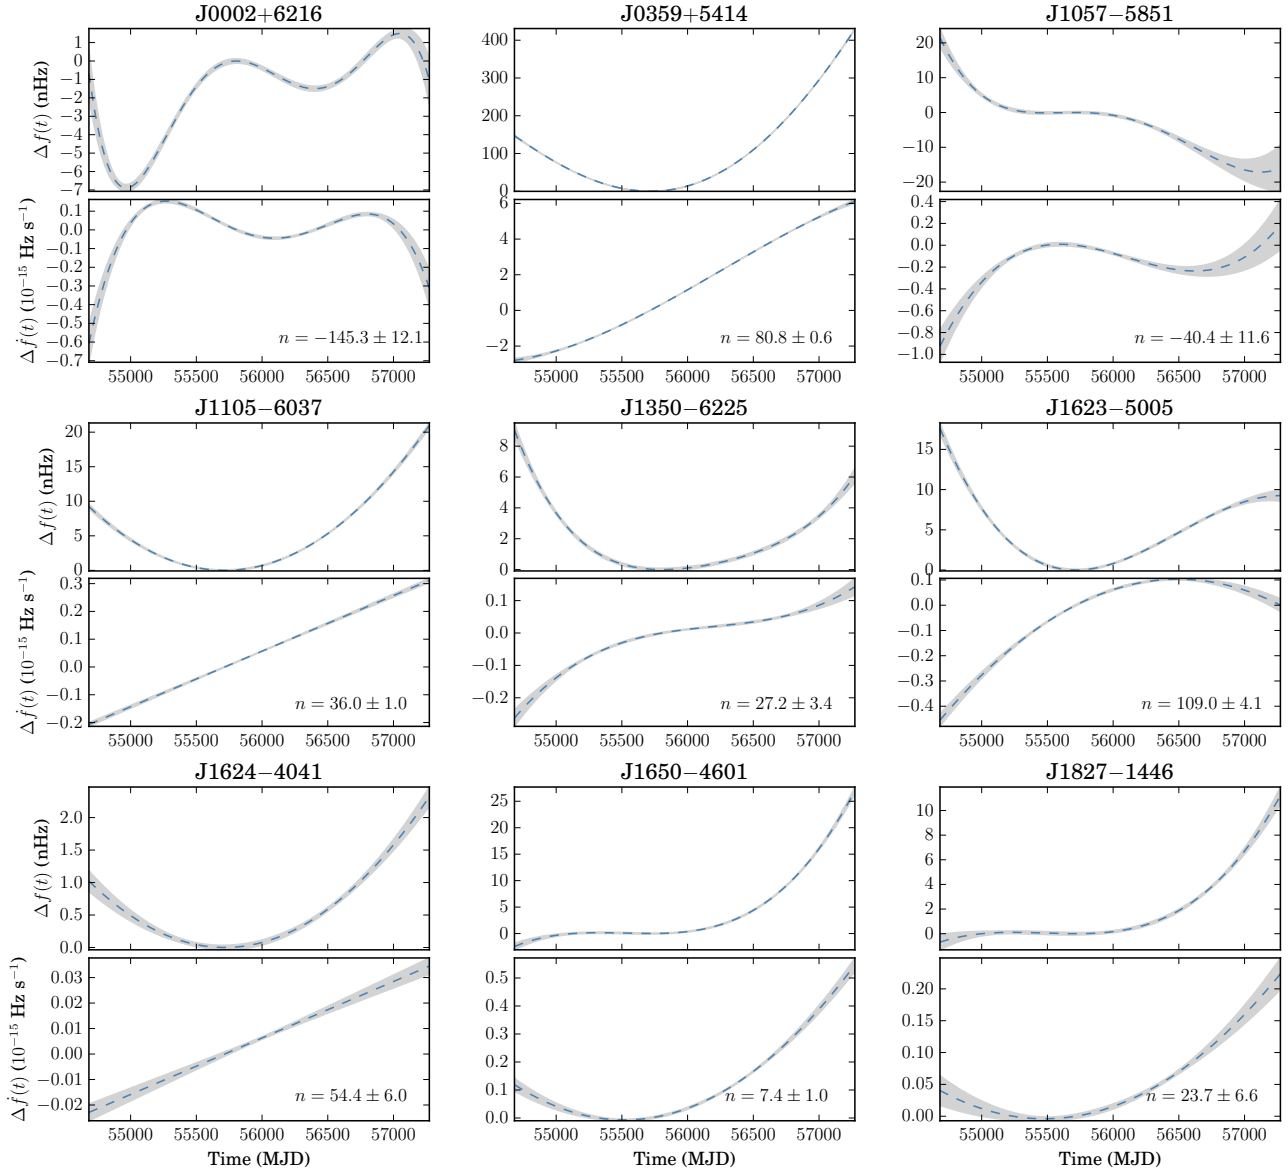 J0002+6216
J0359+5414
J1057−5851
Δf(t) (nHz)
1
0
−1
−2
−3
−4
−5
−6
−7
400
300
200
100
0
20
10
0
−10
−20
Δḟ(t) (10⁻¹⁵ Hz s⁻¹)
0.1
0.0
−0.1
−0.2
−0.3
−0.4
−0.5
−0.6
−0.7
n = −145.3 ± 12.1
6
4
2
0
−2
n = 80.8 ± 0.6
0.4
0.2
0.0
−0.2
−0.4
−0.6
−0.8
−1.0
n = −40.4 ± 11.6
55000 55500 56000 56500 57000
55000 55500 56000 56500 57000
55000 55500 56000 56500 57000
J1105−6037
J1350−6225
J1623−5005
Δf(t) (nHz)
20
15
10
5
0
8
6
4
2
0
15
10
5
0
Δḟ(t) (10⁻¹⁵ Hz s⁻¹)
0.3
0.2
0.1
0.0
−0.1
−0.2
n = 36.0 ± 1.0
0.1
0.0
−0.1
−0.2
n = 27.2 ± 3.4
0.1
0.0
−0.1
−0.2
−0.3
−0.4
n = 109.0 ± 4.1
55000 55500 56000 56500 57000
55000 55500 56000 56500 57000
55000 55500 56000 56500 57000
J1624−4041
J1650−4601
J1827−1446
Δf(t) (nHz)
2.0
1.5
1.0
0.5
0.0
25
20
15
10
5
0
10
8
6
4
2
0
Δḟ(t) (10⁻¹⁵ Hz s⁻¹)
0.03
0.02
0.01
0.00
−0.01
−0.02
n = 54.4 ± 6.0
0.5
0.4
0.3
0.2
0.1
0.0
n = 7.4 ± 1.0
0.20
0.15
0.10
0.05
0.00
n = 23.7 ± 6.6
55000 55500 56000 56500 57000
55000 55500 56000 56500 57000
55000 55500 56000 56500 57000
Time (MJD)
Time (MJD)
Time (MJD)